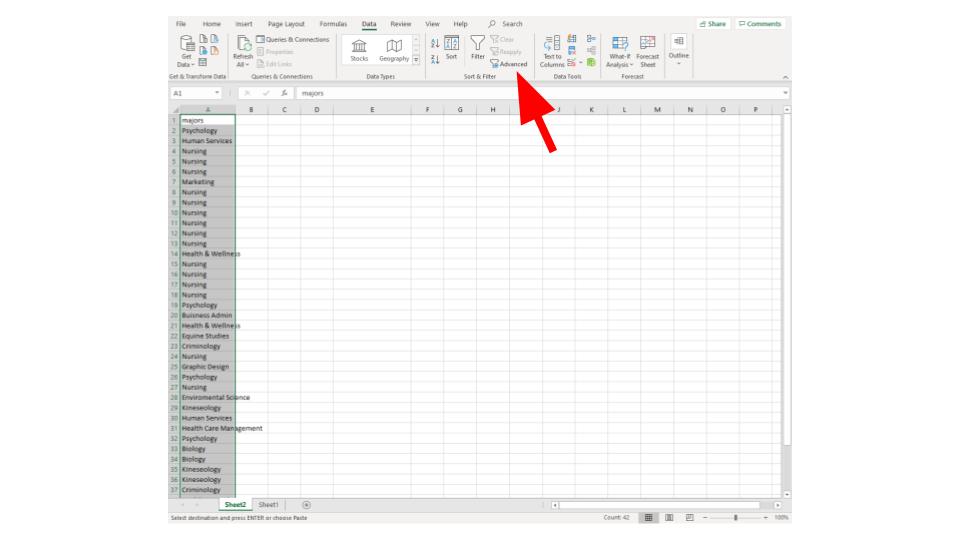 File Home Insert Page Layout Formulas Data Review View Help Search Share Comments
Get Data Refresh All Queries & Connections Properties Edit Links Stocks Geography Sort Filter Clear Reapply Advanced Text to Columns What-If Analysis Forecast Sheet Outline
Get & Transform Data Queries & Connections Data Types Sort & Filter Data Tools Forecast
A1 fx majors
A B C D E F G H J K L M N O P
1 majors
2 Psychology
3 Human Services
4 Nursing
5 Nursing
6 Nursing
7 Marketing
8 Nursing
9 Nursing
10 Nursing
11 Nursing
12 Nursing
13 Nursing
14 Health & Wellness
15 Nursing
16 Nursing
17 Nursing
18 Nursing
19 Psychology
20 Buisness Admin
21 Health & Wellness
22 Equine Studies
23 Criminology
24 Nursing
25 Graphic Design
26 Psychology
27 Nursing
28 Enviromental Science
29 Kineseology
30 Human Services
31 Health Care Management
32 Psychology
33 Biology
34 Biology
35 Kineseology
36 Kineseology
37 Criminology
Sheet2 Sheet1
Select destination and press ENTER or choose Paste Count: 42 100%